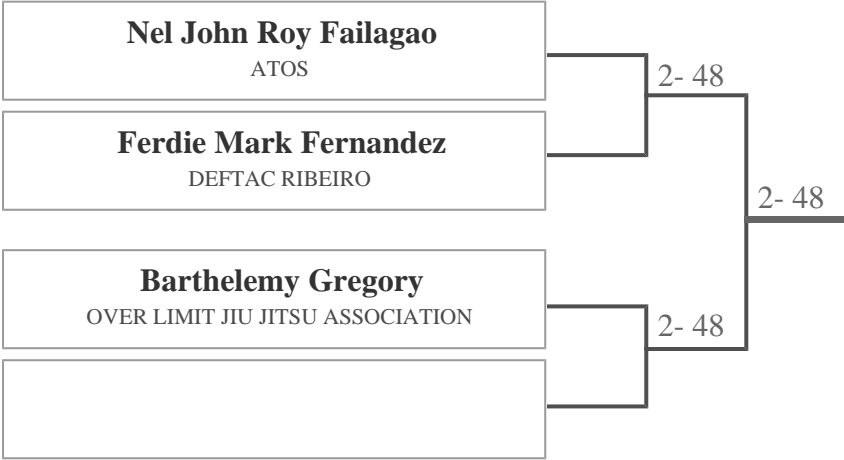 Nel John Roy Failagao
ATOS
2- 48
Ferdie Mark Fernandez
DEFTAC RIBEIRO
2- 48
Barthelemy Gregory
OVER LIMIT JIU JITSU ASSOCIATION
2- 48